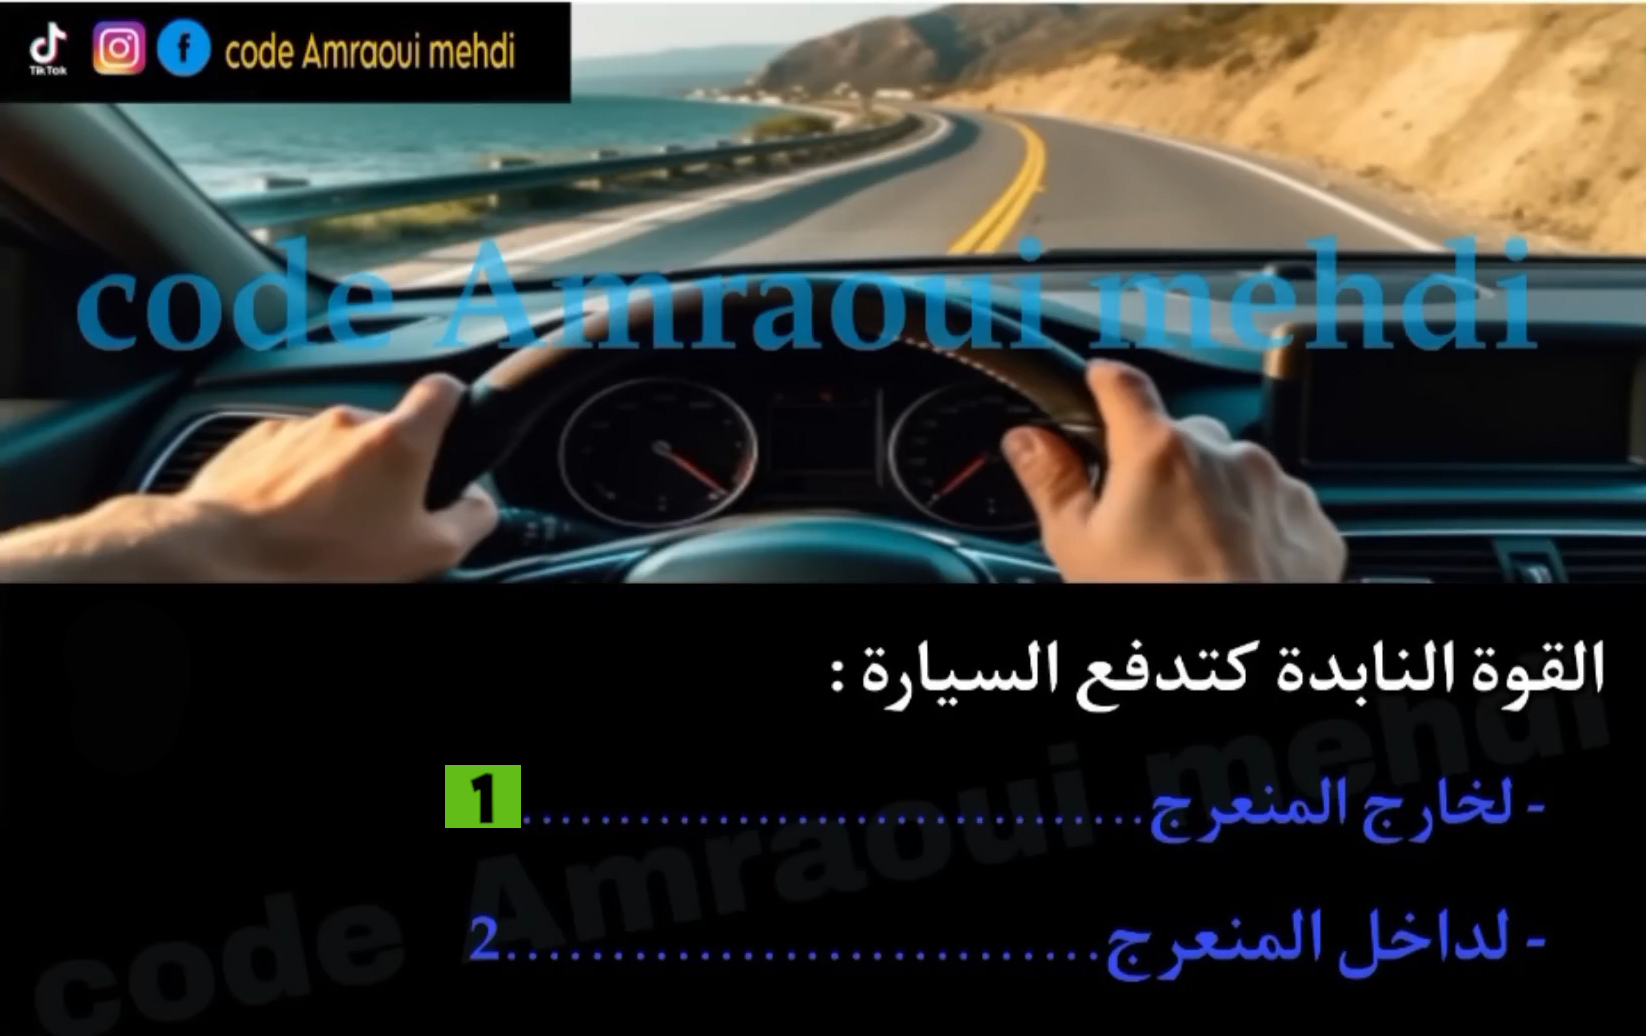 TikTok code Amraoui mehdi
code Amraoui mehdi
القوة النابدة كتدفع السيارة :
- لخارج المنعرج................................1
- لداخل المنعرج............................2
code Amraoui mehdi